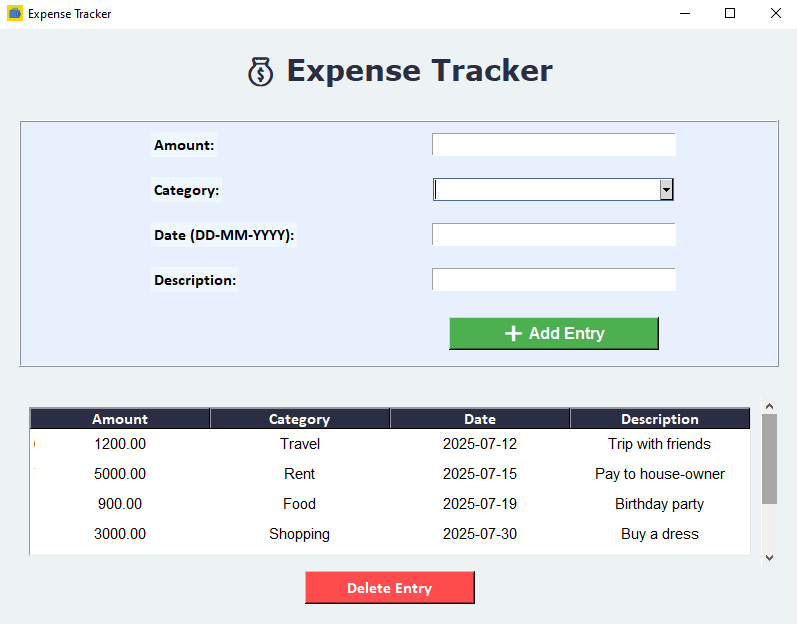 Expense Tracker
Expense Tracker
Amount:
Category:
Date (DD-MM-YYYY):
Description:
Add Entry
Amount Category Date Description
1200.00 Travel 2025-07-12 Trip with friends
5000.00 Rent 2025-07-15 Pay to house-owner
900.00 Food 2025-07-19 Birthday party
3000.00 Shopping 2025-07-30 Buy a dress
Delete Entry